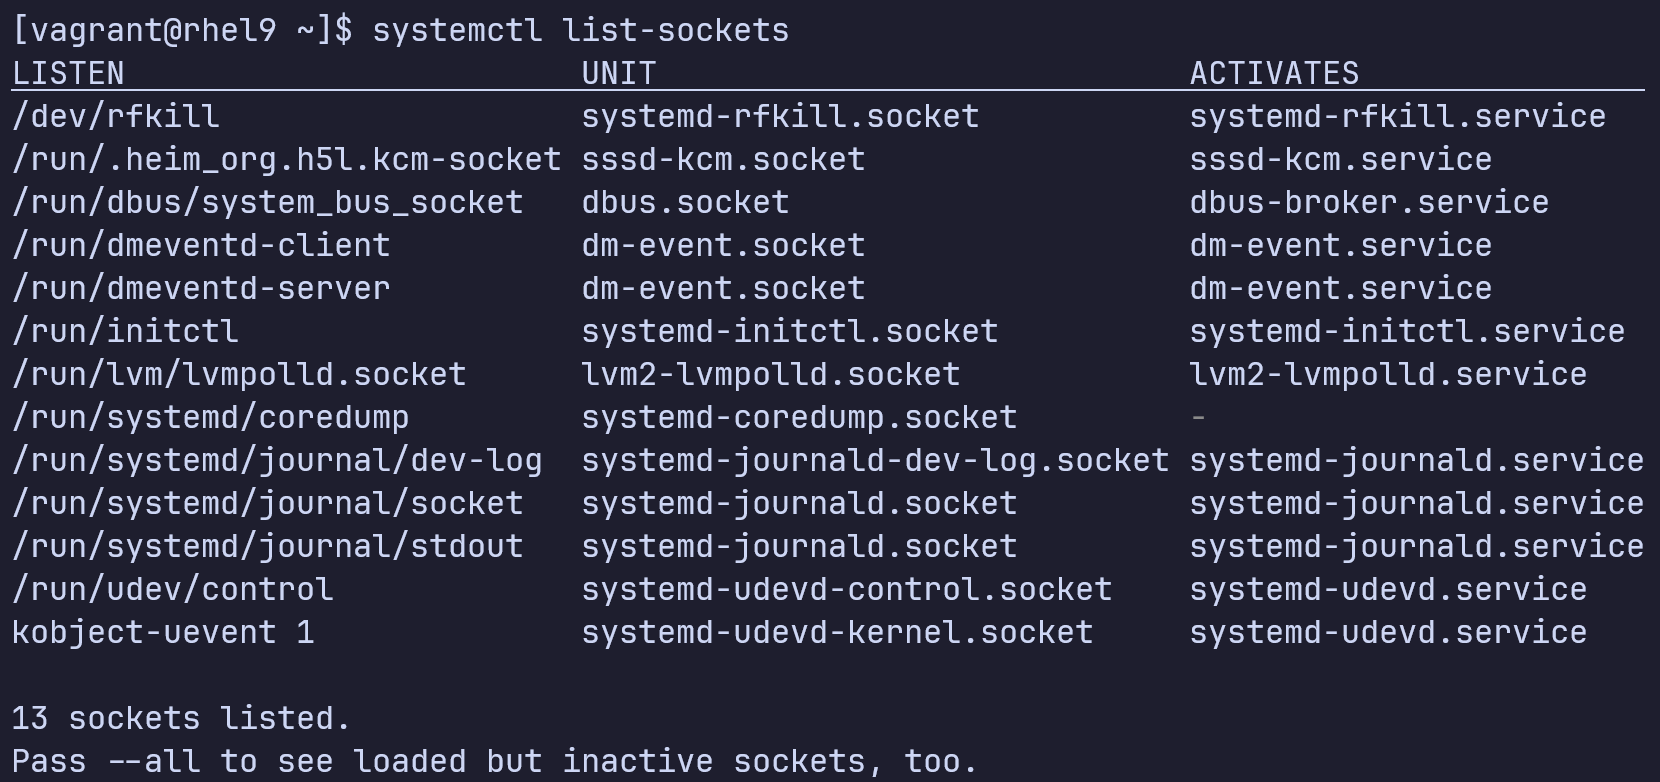 [vagrant@rhel9 ~]$ systemctl list-sockets
LISTEN                        UNIT                            ACTIVATES
/dev/rfkill                   systemd-rfkill.socket           systemd-rfkill.service
/run/.heim_org.h5l.kcm-socket sssd-kcm.socket                 sssd-kcm.service
/run/dbus/system_bus_socket   dbus.socket                     dbus-broker.service
/run/dmeventd-client          dm-event.socket                 dm-event.service
/run/dmeventd-server          dm-event.socket                 dm-event.service
/run/initctl                  systemd-initctl.socket          systemd-initctl.service
/run/lvm/lvmpolld.socket      lvm2-lvmpolld.socket            lvm2-lvmpolld.service
/run/systemd/coredump         systemd-coredump.socket         -
/run/systemd/journal/dev-log  systemd-journald-dev-log.socket systemd-journald.service
/run/systemd/journal/socket   systemd-journald.socket         systemd-journald.service
/run/systemd/journal/stdout   systemd-journald.socket         systemd-journald.service
/run/udev/control             systemd-udevd-control.socket    systemd-udevd.service
kobject-uevent 1              systemd-udevd-kernel.socket     systemd-udevd.service

13 sockets listed.
Pass --all to see loaded but inactive sockets, too.